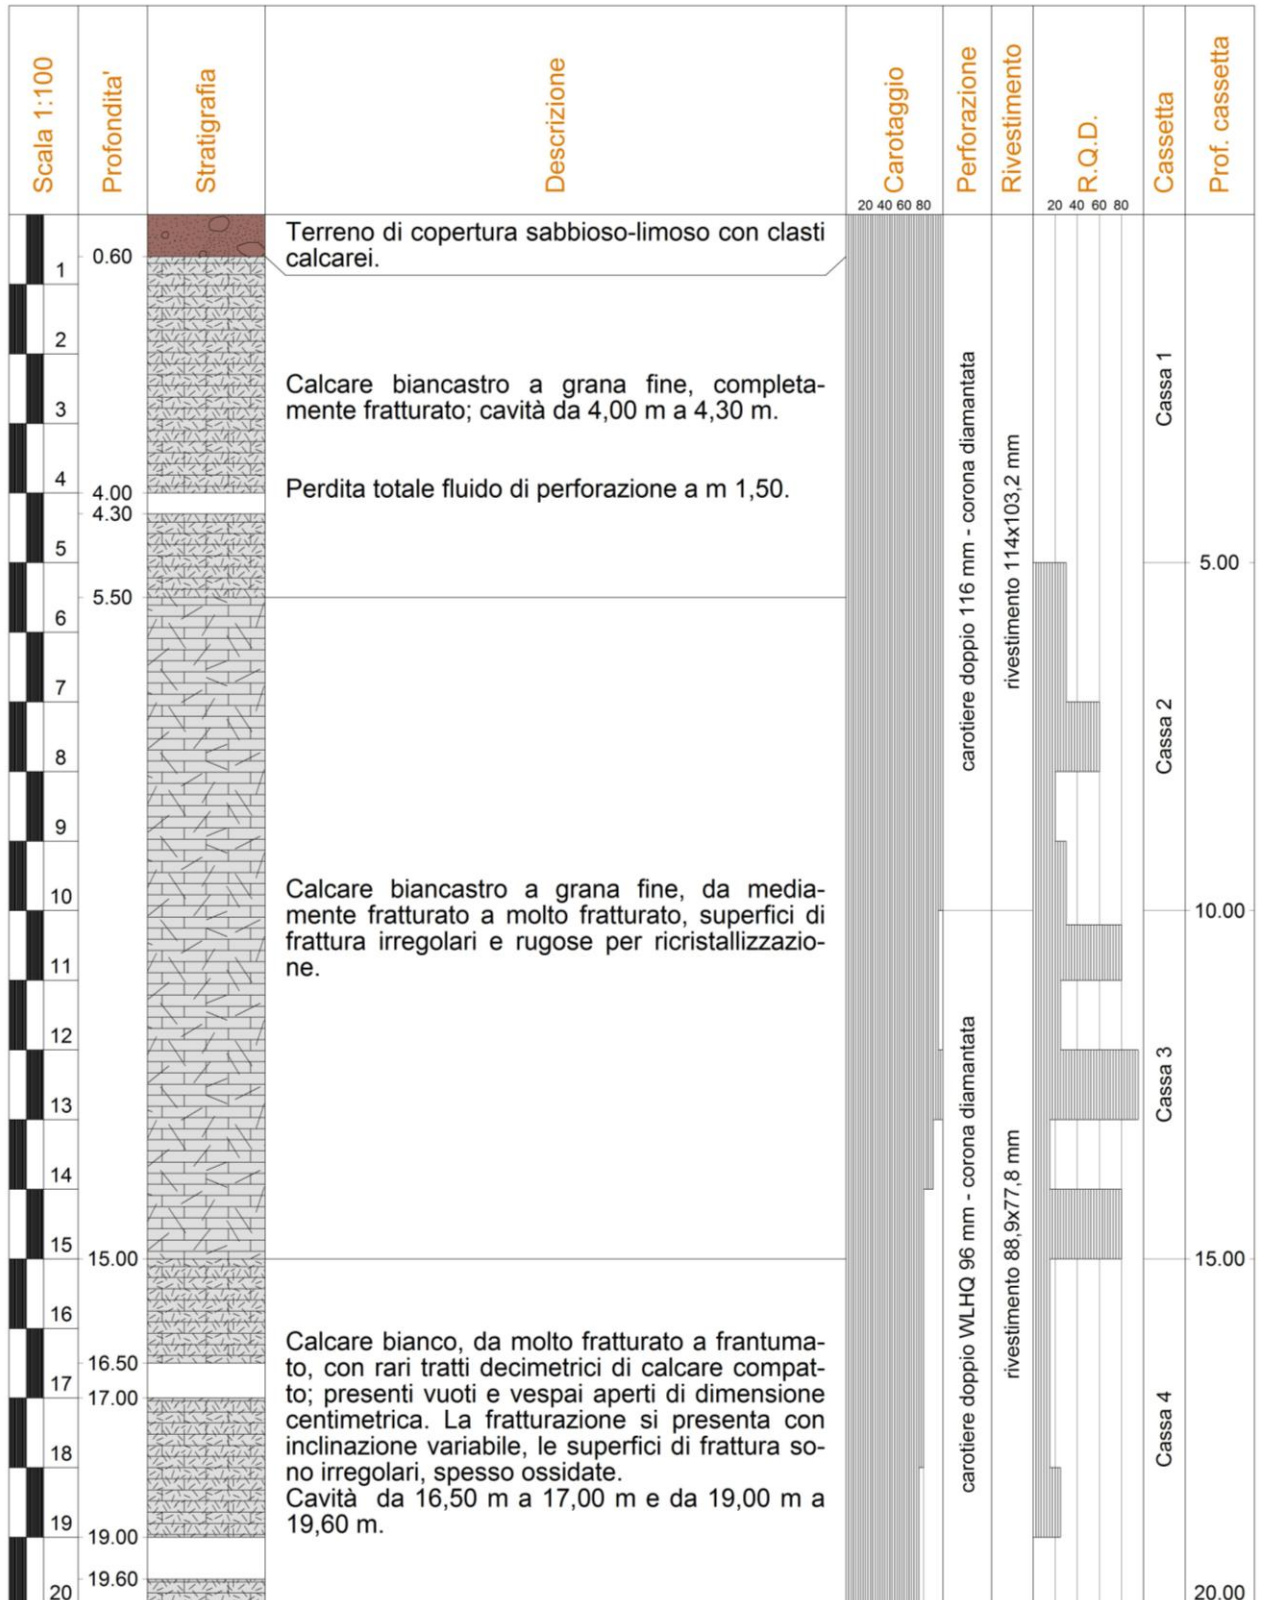 Scala 1:100
Profondita'
Stratigrafia
Descrizione
Carotaggio
Perforazione
Rivestimento
R.Q.D.
Cassetta
Prof. cassetta
20 40 60 80
20 40 60 80
Terreno di copertura sabbioso-limoso con clasti
calcarei.
0.60
1
2
Calcare biancastro a grana fine, completa-
mente fratturato; cavità da 4,00 m a 4,30 m.
3
Cassa 1
4
Perdita totale fluido di perforazione a m 1,50.
4.00
4.30
5
5.00
carotiere doppio 116 mm - corona diamantata
rivestimento 114x103,2 mm
5.50
6
7
Cassa 2
8
9
10
Calcare biancastro a grana fine, da media-
mente fratturato a molto fratturato, superfici di
frattura irregolari e rugose per ricristallizzazio-
ne.
10.00
11
12
13
Cassa 3
14
15
15.00
15.00
carotiere doppio WLHQ 96 mm - corona diamantata
rivestimento 88,9x77,8 mm
16
Calcare bianco, da molto fratturato a frantuma-
to, con rari tratti decimetrici di calcare compat-
to; presenti vuoti e vespai aperti di dimensione
centimetrica. La fratturazione si presenta con
inclinazione variabile, le superfici di frattura so-
no irregolari, spesso ossidate.
Cavità da 16,50 m a 17,00 m e da 19,00 m a
19,60 m.
16.50
17
17.00
Cassa 4
18
19
19.00
19.60
20
20.00